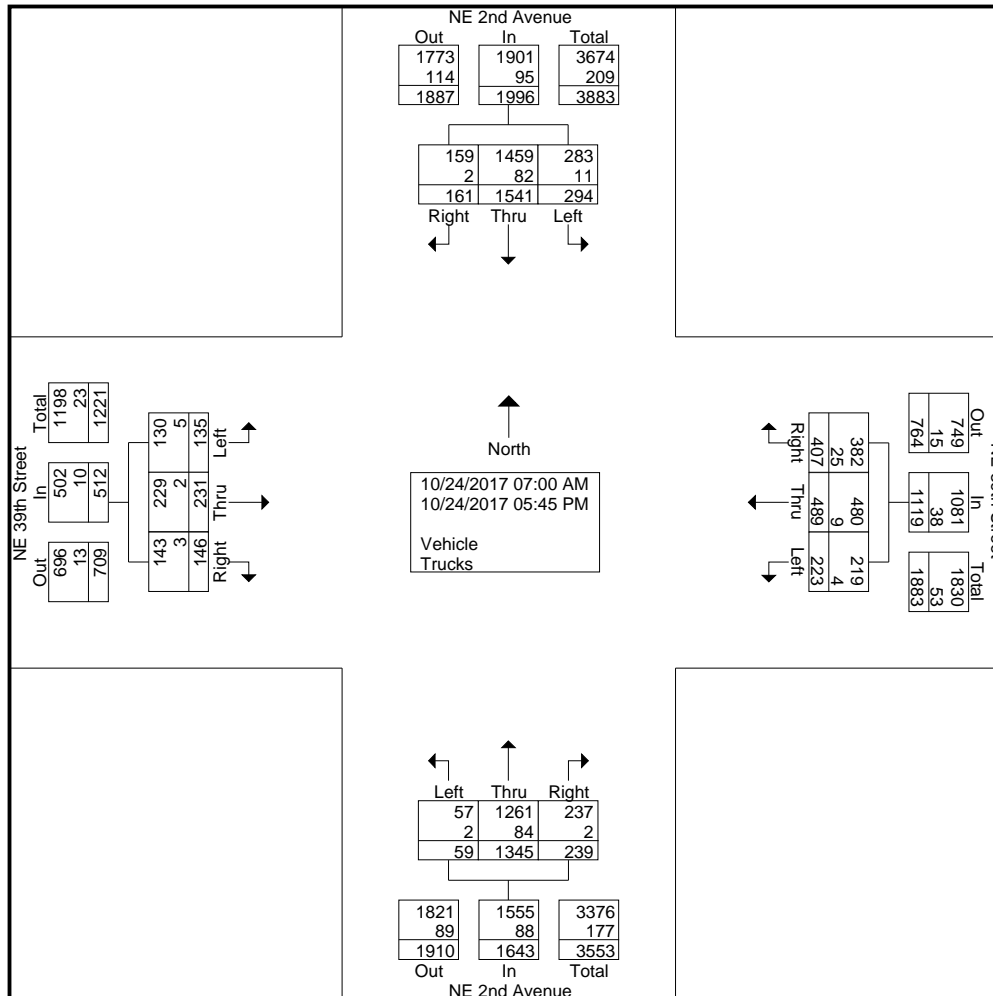 NE 2nd Avenue
Out In Total
1773 1901 3674
114 95 209
1887 1996 3883
159 1459 283
2 82 11
161 1541 294
Right Thru Left
NE 39th Street
Total
1198 23 1221
In
502 10 512
Out
696 13 709
130 5 135
Left
229 2 231
Thru
143 3 146
Right
North
10/24/2017 07:00 AM
10/24/2017 05:45 PM
Vehicle
Trucks
Right
382 25 407
Thru
480 9 489
Left
219 4 223
Out
749 15 764
In
1081 38 1119
Total
1830 53 1883
Left Thru Right
57 1261 237
2 84 2
59 1345 239
1821 1555 3376
89 88 177
1910 1643 3553
Out In Total
NE 2nd Avenue